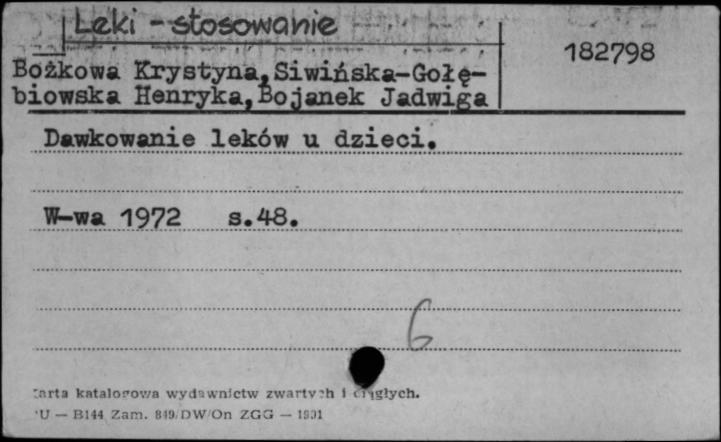 Leki - stosowanie
182798
Bożkowa Krystyna, Siwińska-Gołę-
biowska Henryka, Bojanek Jadwiga
Dawkowanie leków u dzieci.
W-wa 1972 s.48.
6
Karta katalogowa wydawnictw zwartych i ciągłych.
PU — B144 Zam. 849/DW/On ZGG —